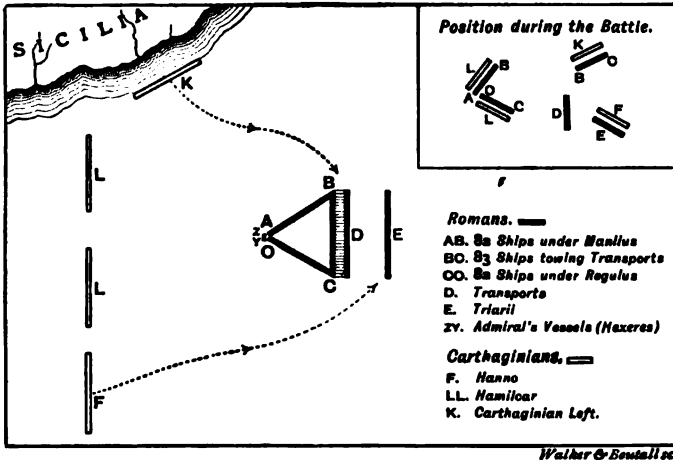 SICILIA
K
L
B
A
Z
Y
O
D
E
L
C
F
Position during the Battle.
K
L
B
O
B
O
A
C
L
D
F
E
Romans.
AB. 82 Ships under Manlius
BC. 83 Ships towing Transports
OC. 82 Ships under Regulus
D. Transports
E. Triarii
ZY. Admiral's Vessels (Hexeres)
Carthaginians.
F. Hanno
LL. Hamilcar
K. Carthaginian Left.
Walker & Boutall sc